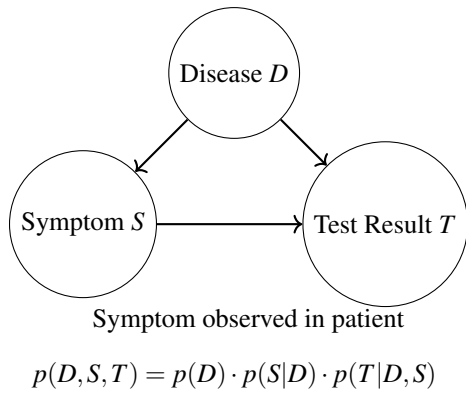 Disease D
Symptom S
Test Result T
Symptom observed in patient
p(D,S,T) = p(D) · p(S|D) · p(T|D,S)